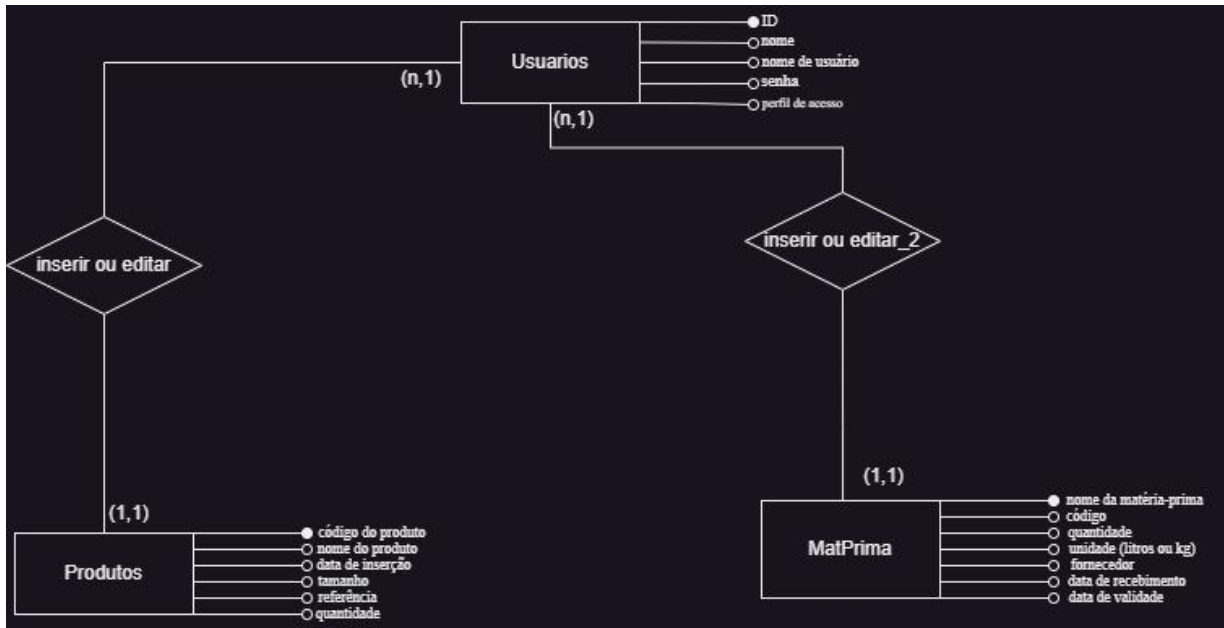 Usuarios
ID
nome
nome de usuário
senha
perfil de acesso
(n,1)
(n,1)
inserir ou editar
inserir ou editar_2
(1,1)
(1,1)
Produtos
código do produto
nome do produto
data de inserção
tamanho
referência
quantidade
MatPrima
nome da matéria-prima
código
quantidade
unidade (litros ou kg)
fornecedor
data de recebimento
data de validade